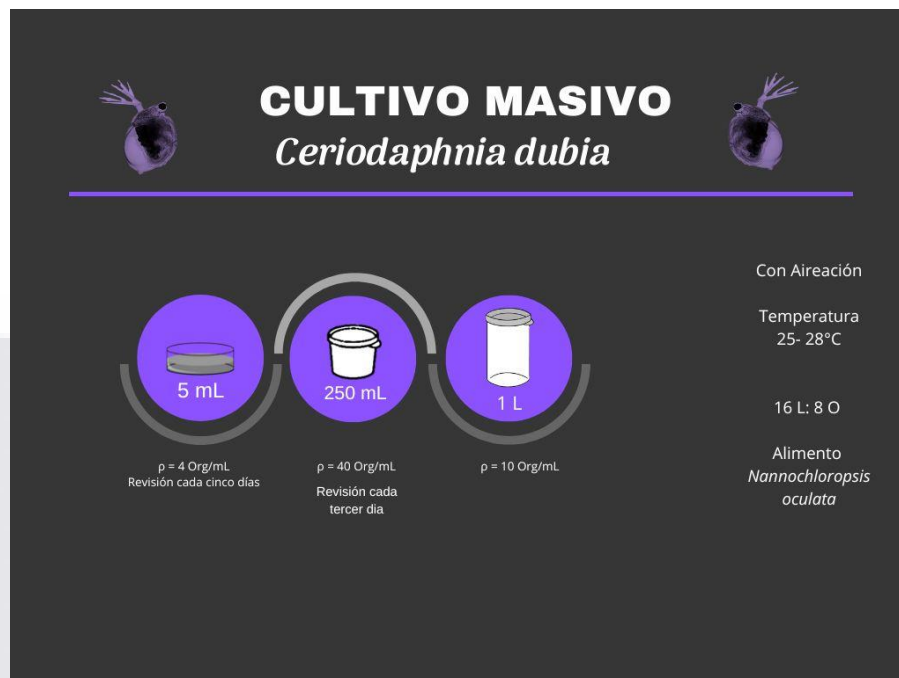 CULTIVO MASIVO
Ceriodaphnia dubia
5 mL
ρ = 4 Org/mL
Revisión cada cinco días
250 mL
ρ = 40 Org/mL
Revisión cada
tercer dia
1 L
ρ = 10 Org/mL
Con Aireación
Temperatura
25- 28°C
16 L: 8 O
Alimento
Nannochloropsis
oculata